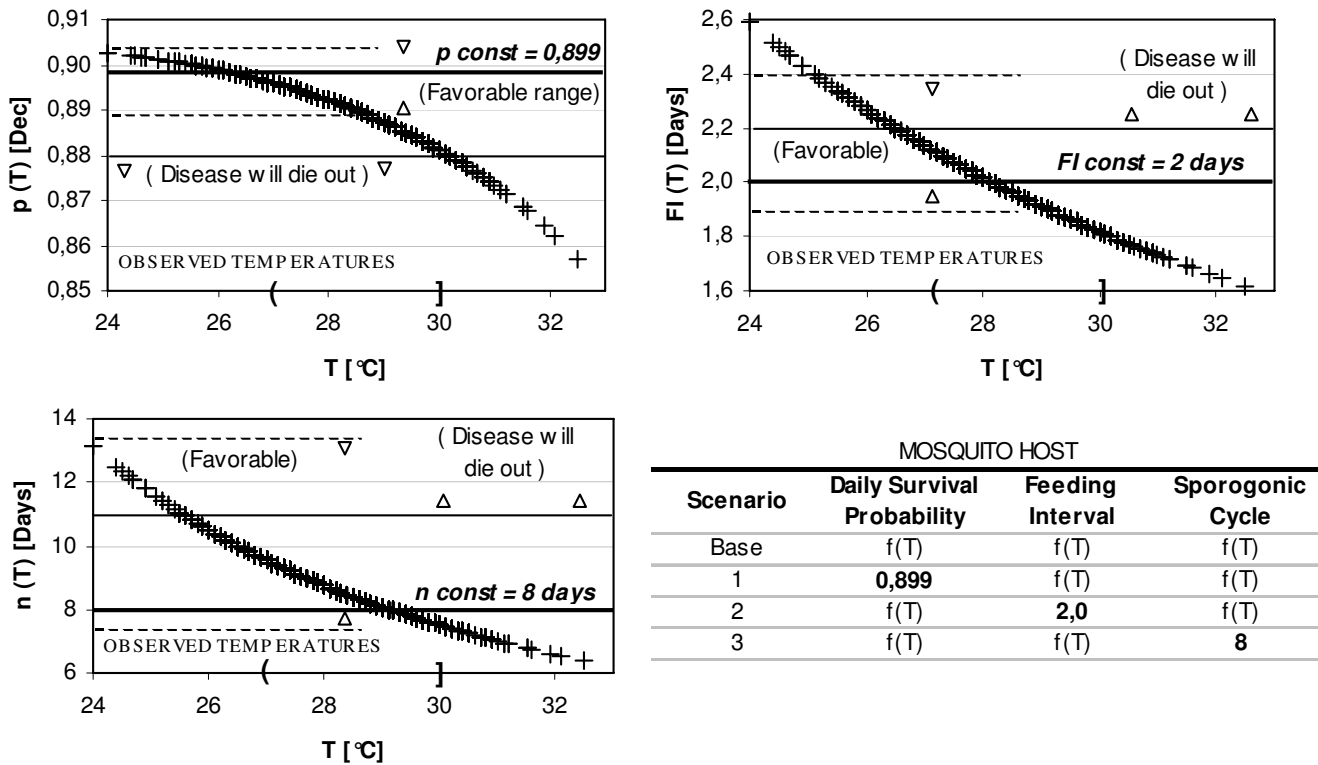 0,91
0,90
0,89
0,88
0,87
0,86
0,85
p (T) [Dec]
p const = 0,899
(Favorable range)
( Disease will die out )
OBSERVED TEMPERATURES
( ]
24 26 28 30 32
T [°C]
2,6
2,4
2,2
2,0
1,8
1,6
FI (T) [Days]
( Disease will
die out )
(Favorable)
FI const = 2 days
OBSERVED TEMPERATURES
( ]
24 26 28 30 32
T [°C]
14
12
10
8
6
n (T) [Days]
( Disease will
die out )
(Favorable)
n const = 8 days
OBSERVED TEMPERATURES
( ]
24 26 28 30 32
T [°C]
MOSQUITO HOST
Scenario Daily Survival Probability Feeding Interval Sporogonic Cycle
Base f(T) f(T) f(T)
1 0,899 f(T) f(T)
2 f(T) 2,0 f(T)
3 f(T) f(T) 8